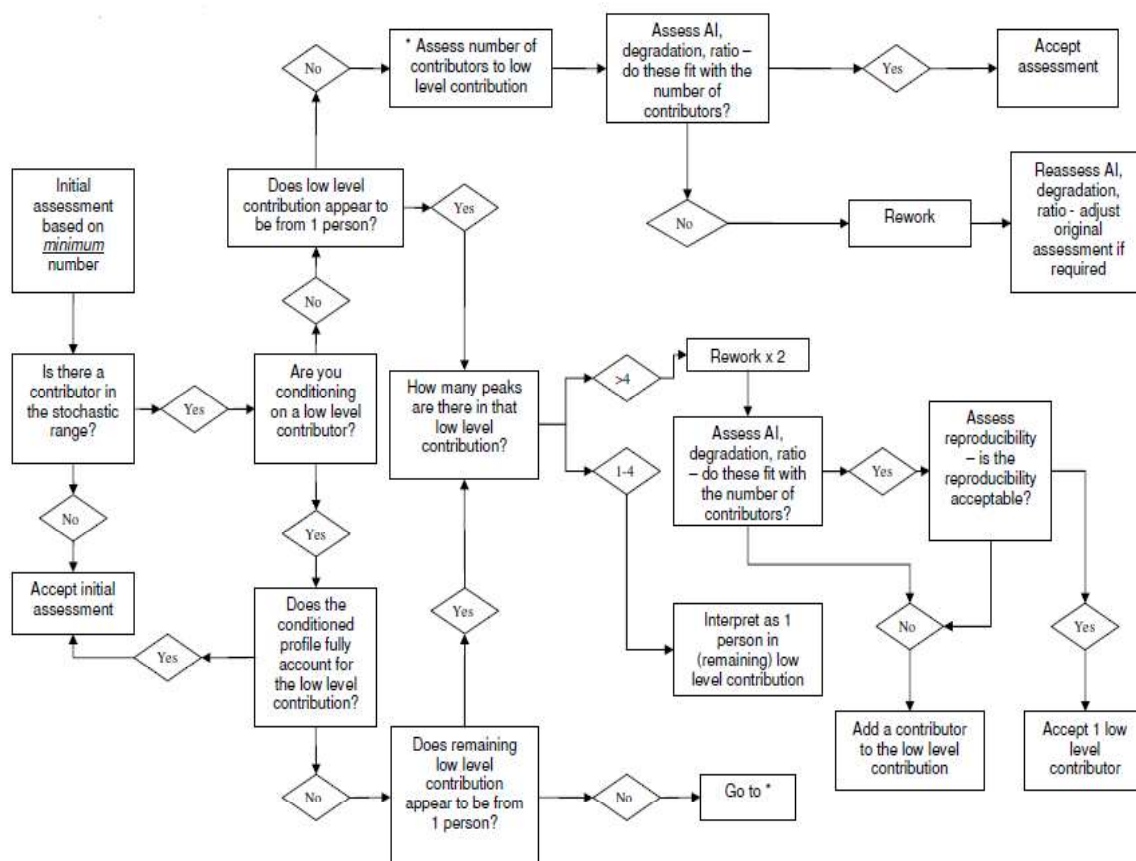 No
* Assess number of
contributors to low
level contribution
Assess AI,
degradation, ratio –
do these fit with the
number of
contributors?
Yes
Accept
assessment
Initial
assessment
based on
minimum
number
Does low level
contribution appear to
be from 1 person?
Yes
No
Rework
Reassess AI,
degradation,
ratio - adjust
original
assessment if
required
No
Is there a
contributor in
the stochastic
range?
Yes
Are you
conditioning
on a low level
contributor?
How many peaks
are there in that
low level
contribution?
>4
Rework x 2
1-4
Assess AI,
degradation, ratio
– do these fit with
the number of
contributors?
Yes
Assess
reproducibility
– is the
reproducibility
acceptable?
No
Yes
Accept initial
assessment
Yes
Does the
conditioned
profile fully
account for
the low level
contribution?
Yes
Interpret as 1
person in
(remaining) low
level contribution
No
Yes
No
Does remaining
low level
contribution
appear to be from
1 person?
No
Go to *
Add a contributor
to the low level
contribution
Accept 1 low
level
contributor